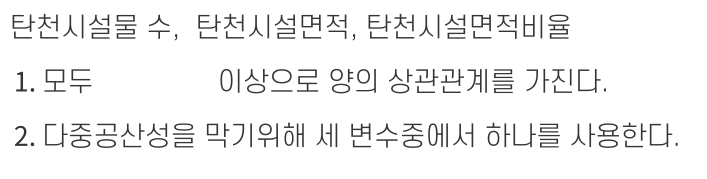 탄천시설물 수, 탄천시설면적, 탄천시설면적비율
1. 모두 이상으로 양의 상관관계를 가진다.
2. 다중공산성을 막기위해 세 변수중에서 하나를 사용한다.